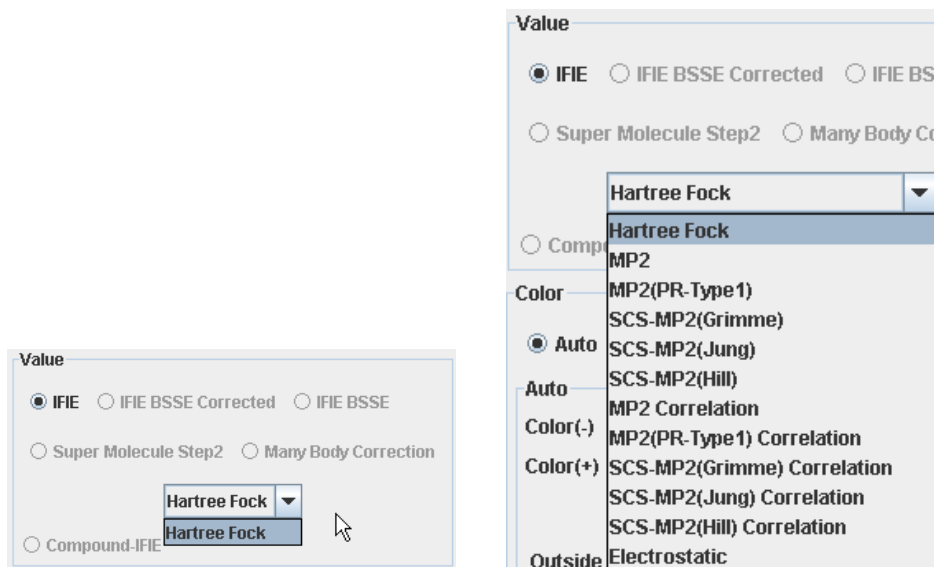 Value
IFIE IFIE BSSE Corrected IFIE BSSE
Super Molecule Step2 Many Body Correction
Hartree Fock
Hartree Fock
Compound-IFIE
Value
IFIE IFIE BSSE Corrected IFIE BS
Super Molecule Step2 Many Body Co
Hartree Fock
Hartree Fock
Compo
MP2
MP2(PR-Type1)
Color
SCS-MP2(Grimme)
Auto
SCS-MP2(Jung)
SCS-MP2(Hill)
Auto
MP2 Correlation
Color(-)
MP2(PR-Type1) Correlation
Color(+)
SCS-MP2(Grimme) Correlation
SCS-MP2(Jung) Correlation
SCS-MP2(Hill) Correlation
Outside
Electrostatic